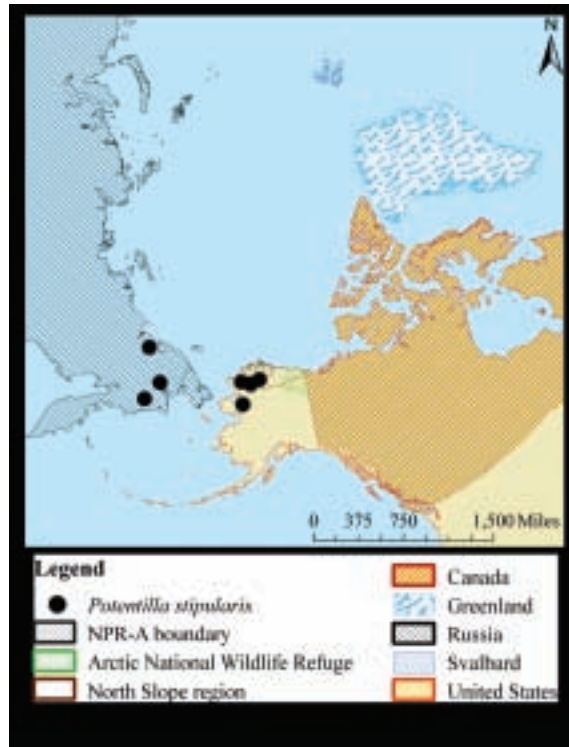 N
0 375 750 1,500 Miles
Legend
Potentilla stipularis
NPR-A boundary
Arctic National Wildlife Refuge
North Slope region
Canada
Greenland
Russia
Svalbard
United States